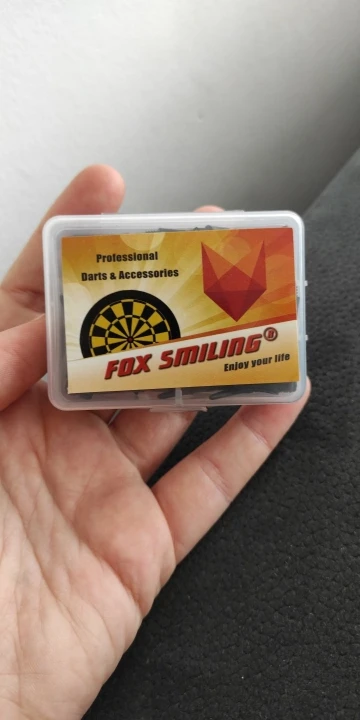 Professional
Darts & Accessories
FOX SMILING®
Enjoy your life